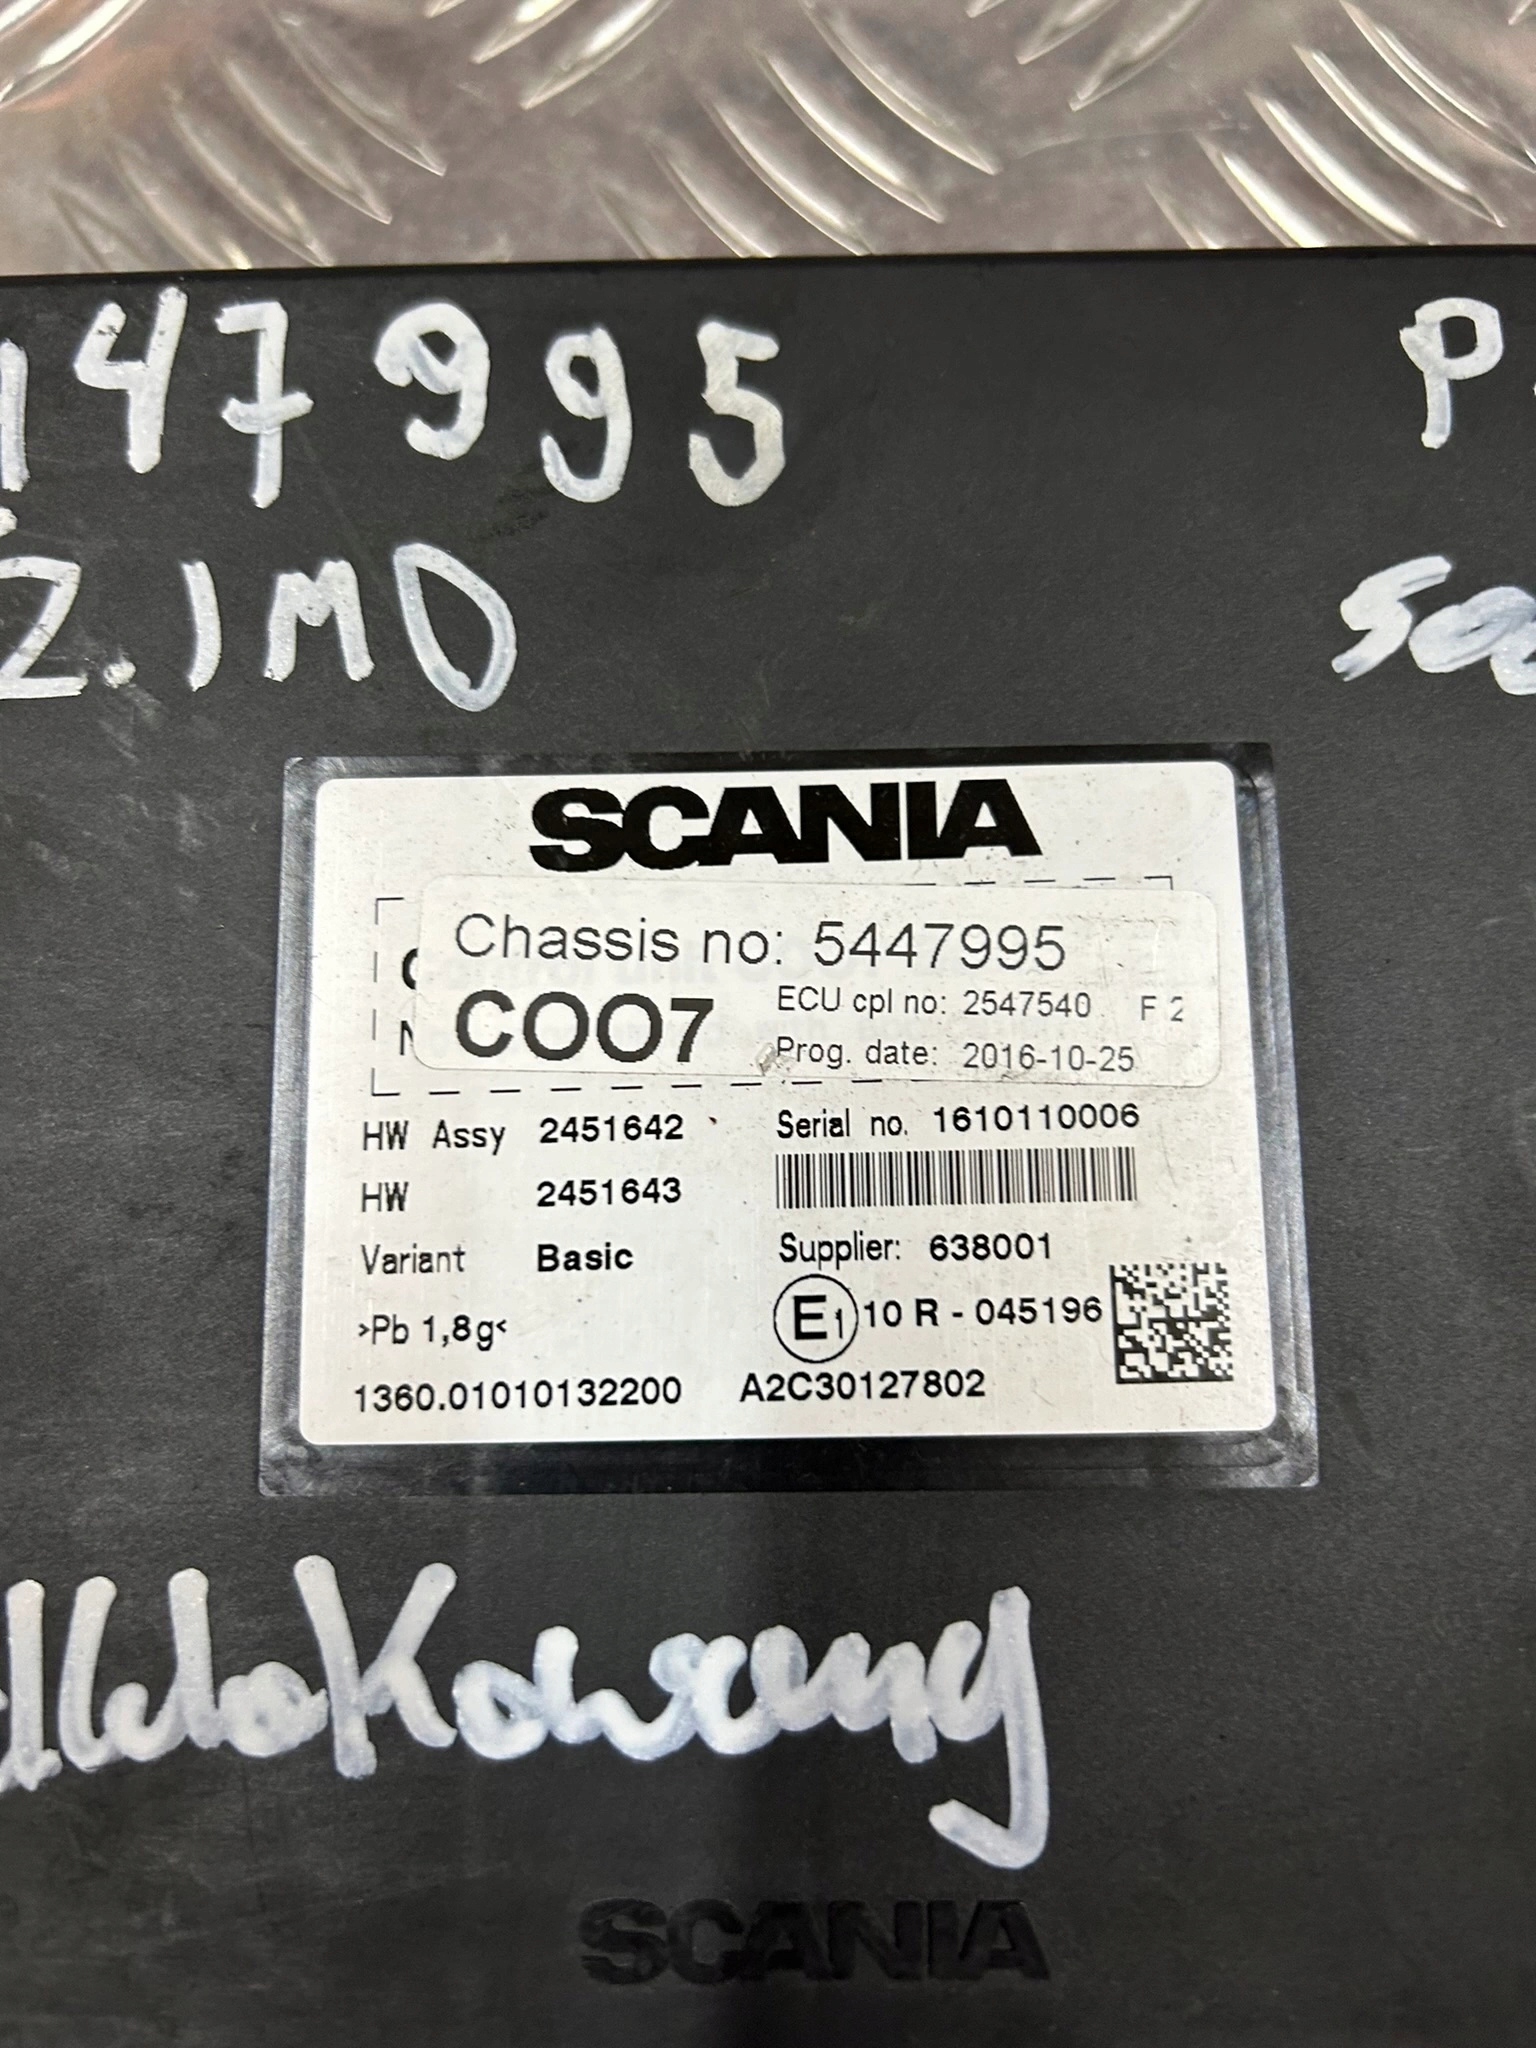 47995
Z.IMO
SCANIA
Chassis no: 5447995
COO7
ECU cpl no: 2547540 F 2
Prog. date: 2016-10-25
HW Assy 2451642
Serial no. 1610110006
HW 2451643
Variant Basic
Supplier: 638001
>Pb 1,8g<
E1 10 R - 045196
1360.01010132200 A2C30127802
SCANIA